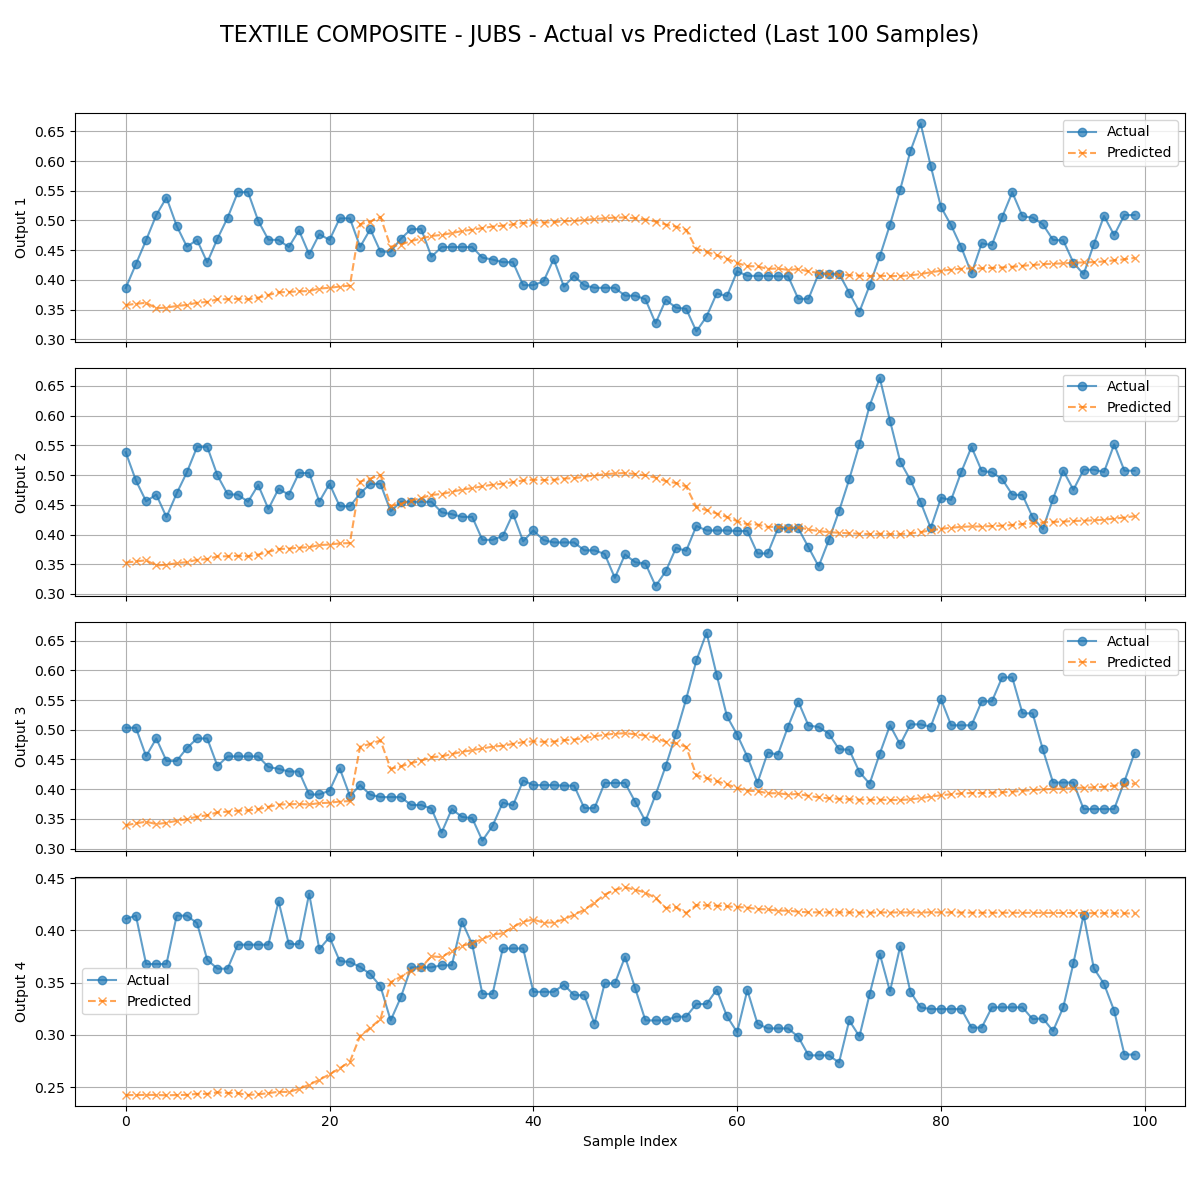 TEXTILE COMPOSITE - JUBS - Actual vs Predicted (Last 100 Samples)
Output 1
0.65
0.60
0.55
0.50
0.45
0.40
0.35
0.30
Actual
Predicted
Output 2
0.65
0.60
0.55
0.50
0.45
0.40
0.35
0.30
Actual
Predicted
Output 3
0.65
0.60
0.55
0.50
0.45
0.40
0.35
0.30
Actual
Predicted
Output 4
0.45
0.40
0.35
0.30
0.25
Actual
Predicted
0 20 40 60 80 100
Sample Index